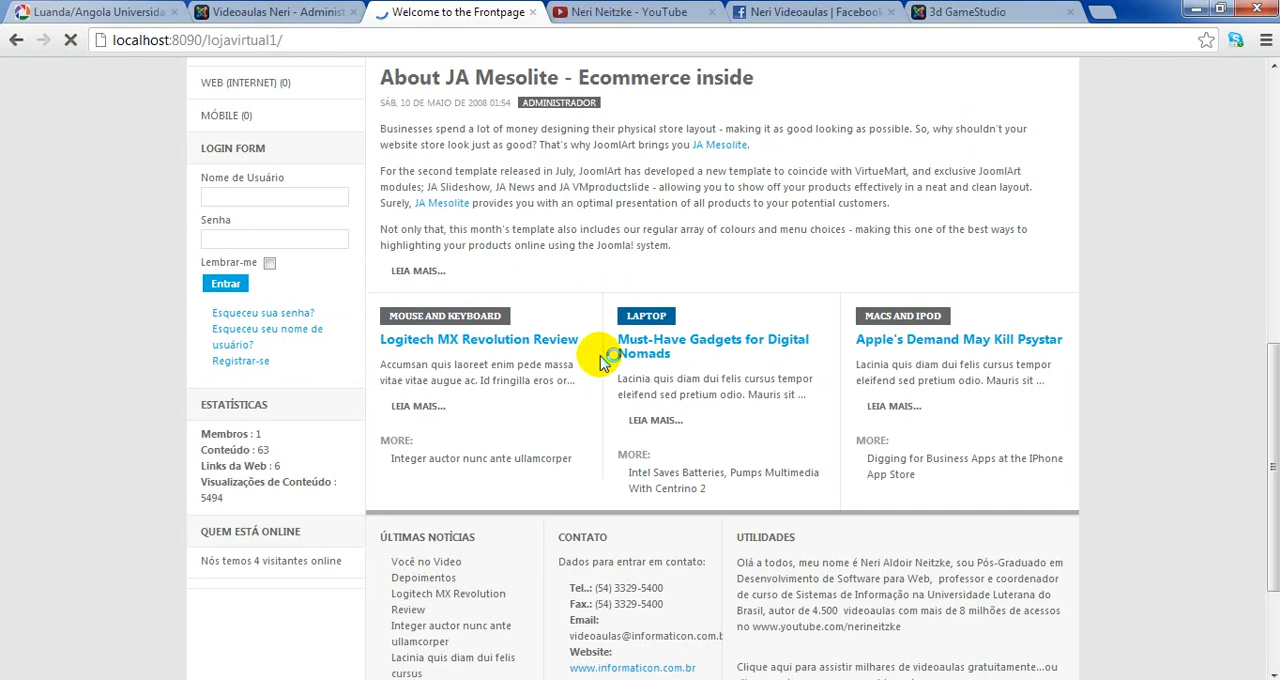 Luanda/Angola Universida
Videoaulas Neri - Administ
Welcome to the Frontpage
Neri Neitzke - YouTube
Neri Videoaulas | Facebook
3d GameStudio
localhost:8090/lojavirtual1/
WEB (INTERNET) (0)
MÓBILE (0)
LOGIN FORM
Nome de Usuário
Senha
Lembrar-me
Entrar
Esqueceu sua senha?
Esqueceu seu nome de
usuário?
Registrar-se
ESTATÍSTICAS
Membros : 1
Conteúdo : 63
Links da Web : 6
Visualizações de Conteúdo :
5494
QUEM ESTÁ ONLINE
Nós temos 4 visitantes online
About JA Mesolite - Ecommerce inside
SÁB, 10 DE MAIO DE 2008 01:54 ADMINISTRADOR
Businesses spend a lot of money designing their physical store layout - making it as good looking as possible. So, why shouldn't your
website store look just as good? That's why JoomlArt brings you JA Mesolite.
For the second template released in July, JoomlArt has developed a new template to coincide with VirtueMart, and exclusive JoomlArt
modules; JA Slideshow, JA News and JA VMproductslide - allowing you to show off your products effectively in a neat and clean layout.
Surely, JA Mesolite provides you with an optimal presentation of all products to your potential customers.
Not only that, this month's template also includes our regular array of colours and menu choices - making this one of the best ways to
highlighting your products online using the Joomla! system.
LEIA MAIS...
MOUSE AND KEYBOARD
Logitech MX Revolution Review
Accumsan quis laoreet enim pede massa
vitae vitae augue ac. Id fringilla eros or...
LEIA MAIS...
MORE:
Integer auctor nunc ante ullamcorper
LAPTOP
Must-Have Gadgets for Digital
Nomads
Lacinia quis diam dui felis cursus tempor
eleifend sed pretium odio. Mauris sit ...
LEIA MAIS...
MORE:
Intel Saves Batteries, Pumps Multimedia
With Centrino 2
MACS AND IPOD
Apple's Demand May Kill Psystar
Lacinia quis diam dui felis cursus tempor
eleifend sed pretium odio. Mauris sit ...
LEIA MAIS...
MORE:
Digging for Business Apps at the IPhone
App Store
ÚLTIMAS NOTÍCIAS
Você no Video
Depoimentos
Logitech MX Revolution
Review
Integer auctor nunc ante
ullamcorper
Lacinia quis diam dui felis
cursus
CONTATO
Dados para entrar em contato:
Tel..: (54) 3329-5400
Fax.: (54) 3329-5400
Email:
videoaulas@informaticon.com.b
Website:
www.informaticon.com.br
UTILIDADES
Olá a todos, meu nome é Neri Aldoir Neitzke, sou Pós-Graduado em
Desenvolvimento de Software para Web, professor e coordenador
de curso de Sistemas de Informação na Universidade Luterana do
Brasil, autor de 4.500 videoaulas com mais de 8 milhões de acessos
no www.youtube.com/nerineitzke
Clique aqui para assistir milhares de videoaulas gratuitamente...ou